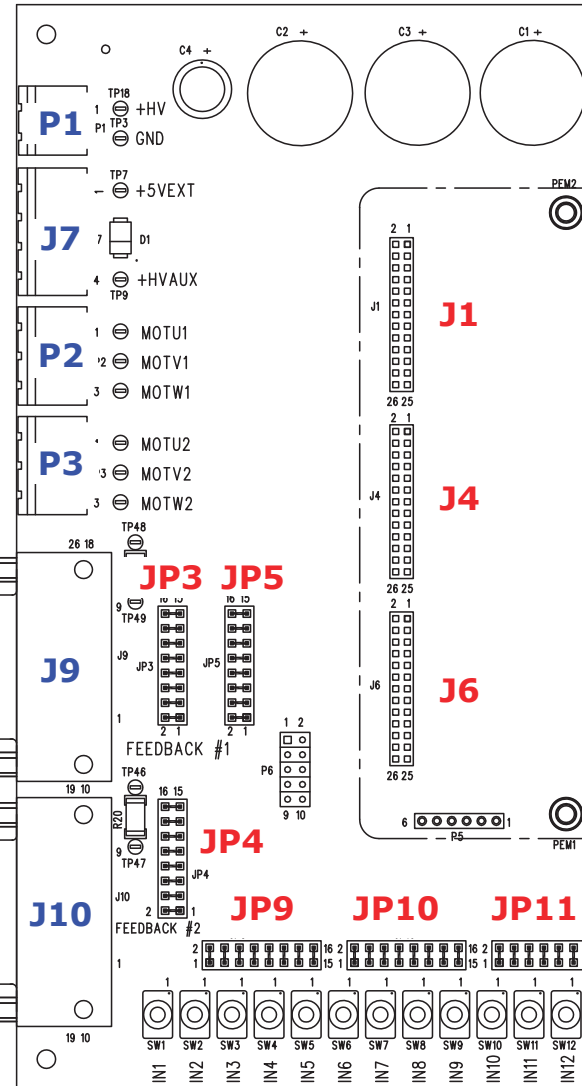 C4 +
C2 +
C3 +
C1 +
P1
1
P1
TP18
+HV
TP3
GND
PEM2
J7
1
TP7
+5VEXT
7
D1
4
+HVAUX
TP9
2 1
J1
J1
26 25
P2
1
MOTU1
P2
MOTV1
3
MOTW1
P3
MOTU2
3
MOTV2
3
MOTW2
2 1
J4
J4
26 25
TP48
26 18
9
TP49
J9
J9
1
19 10
JP3
16 15
JP3
2 1
JP5
16 15
JP5
2 1
FEEDBACK #1
2 1
J6
J6
26 25
1 2
P6
9 10
TP46
R20
9
TP47
J10
J10
1
19 10
16 15
JP4
JP4
2 1
FEEDBACK #2
6
1
P5
PEM1
JP9
2
16
1
15
JP10
2
16
1
15
JP11
2
1
1 1 1 1 1 1 1 1 1 1 1 1
SW1 SW2 SW3 SW4 SW5 SW6 SW7 SW8 SW9 SW10 SW11 SW12
IN1 IN2 IN3 IN4 IN5 IN6 IN7 IN8 IN9 IN10 IN11 IN12